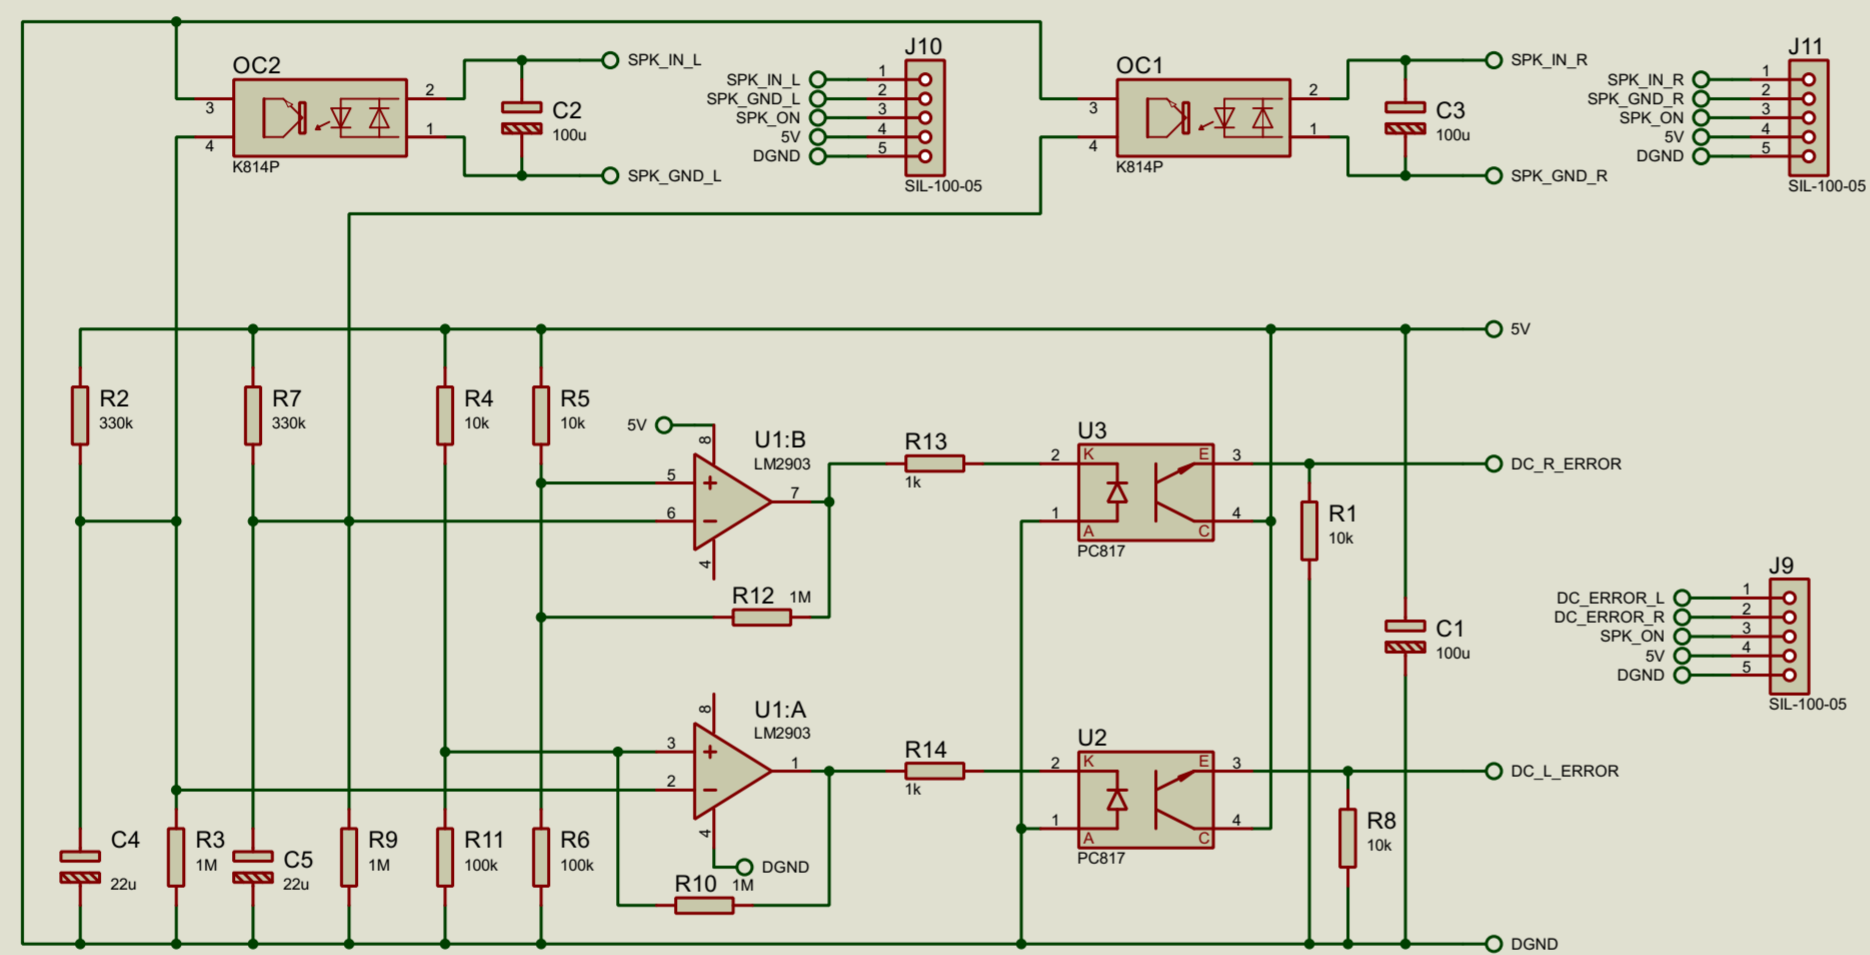 OC2
3
4
2
1
K814P
SPK_IN_L
C2
100u
SPK_GND_L
J10
SPK_IN_L 1
SPK_GND_L 2
SPK_ON 3
5V 4
DGND 5
SIL-100-05
OC1
3
4
2
1
K814P
SPK_IN_R
C3
100u
SPK_GND_R
J11
SPK_IN_R 1
SPK_GND_R 2
SPK_ON 3
5V 4
DGND 5
SIL-100-05
5V
R2
330k
R7
330k
R4
10k
R5
10k
5V
8
U1:B
LM2903
5
+
6
−
7
4
R12 1M
R13
1k
U3
2 K
1 A
E 3
C 4
PC817
DC_R_ERROR
R1
10k
C1
100u
J9
DC_ERROR_L 1
DC_ERROR_R 2
SPK_ON 3
5V 4
DGND 5
SIL-100-05
8
U1:A
LM2903
3
+
2
−
1
4
DGND
R10 1M
R14
1k
U2
2 K
1 A
E 3
C 4
PC817
DC_L_ERROR
R8
10k
C4
22u
R3
1M
C5
22u
R9
1M
R11
100k
R6
100k
DGND